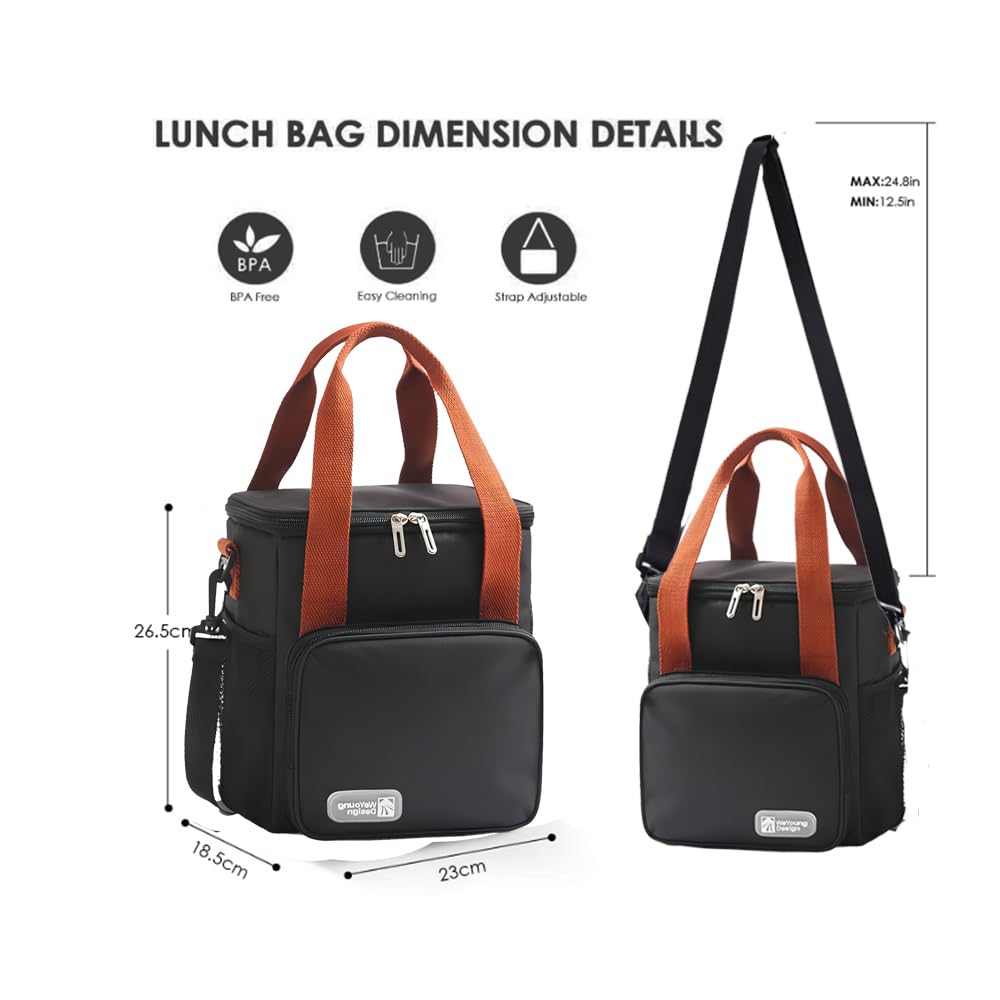 LUNCH BAG DIMENSION DETAILS
MAX:24.8in
MIN:12.5in
BPA
BPA Free
Easy Cleaning
Strap Adjustable
26.5cm
18.5cm
23cm
WeYoung
Design
WeYoung
Design